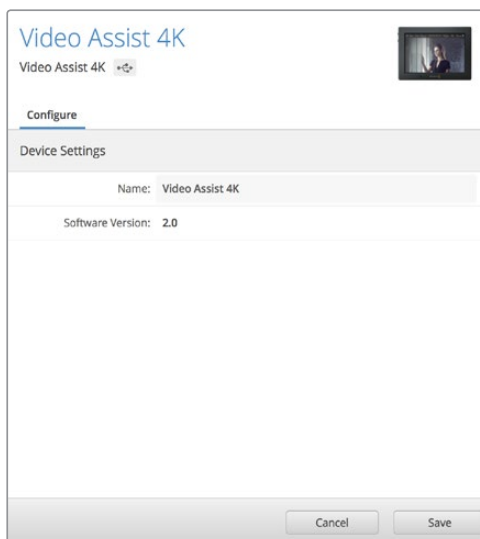 Video Assist 4K
Video Assist 4K
Configure
Device Settings
Name: Video Assist 4K
Software Version: 2.0
Cancel Save